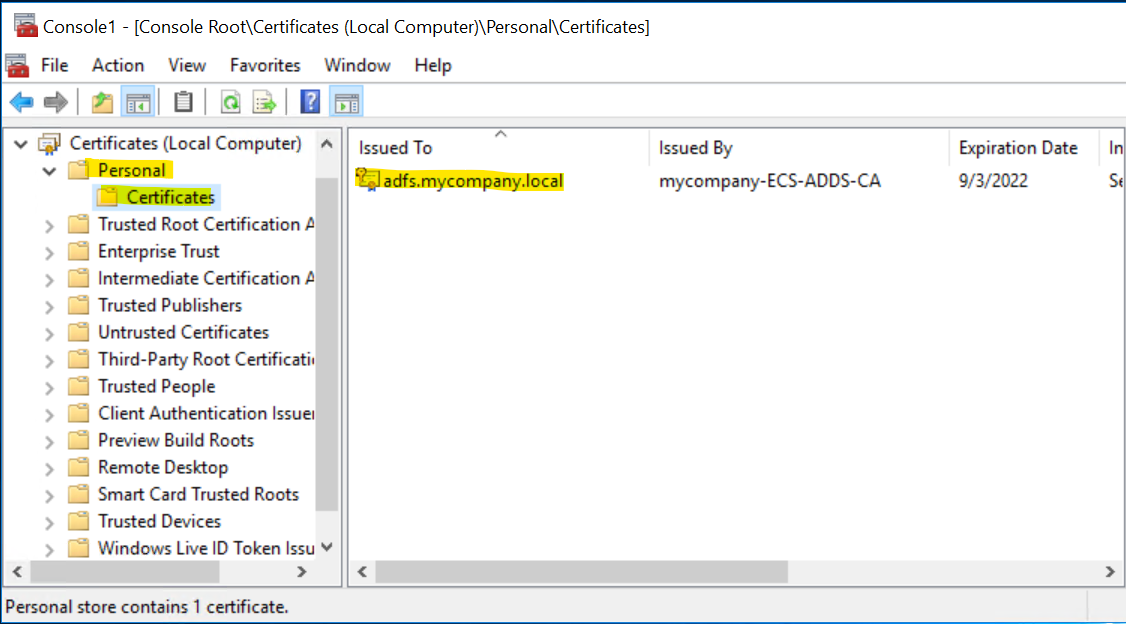 Console1 - [Console Root\Certificates (Local Computer)\Personal\Certificates]
File Action View Favorites Window Help
Certificates (Local Computer)
Personal
Certificates
Trusted Root Certification A
Enterprise Trust
Intermediate Certification A
Trusted Publishers
Untrusted Certificates
Third-Party Root Certificati
Trusted People
Client Authentication Issuer
Preview Build Roots
Remote Desktop
Smart Card Trusted Roots
Trusted Devices
Windows Live ID Token Issu
Issued To Issued By Expiration Date In
adfs.mycompany.local mycompany-ECS-ADDS-CA 9/3/2022 Se
Personal store contains 1 certificate.